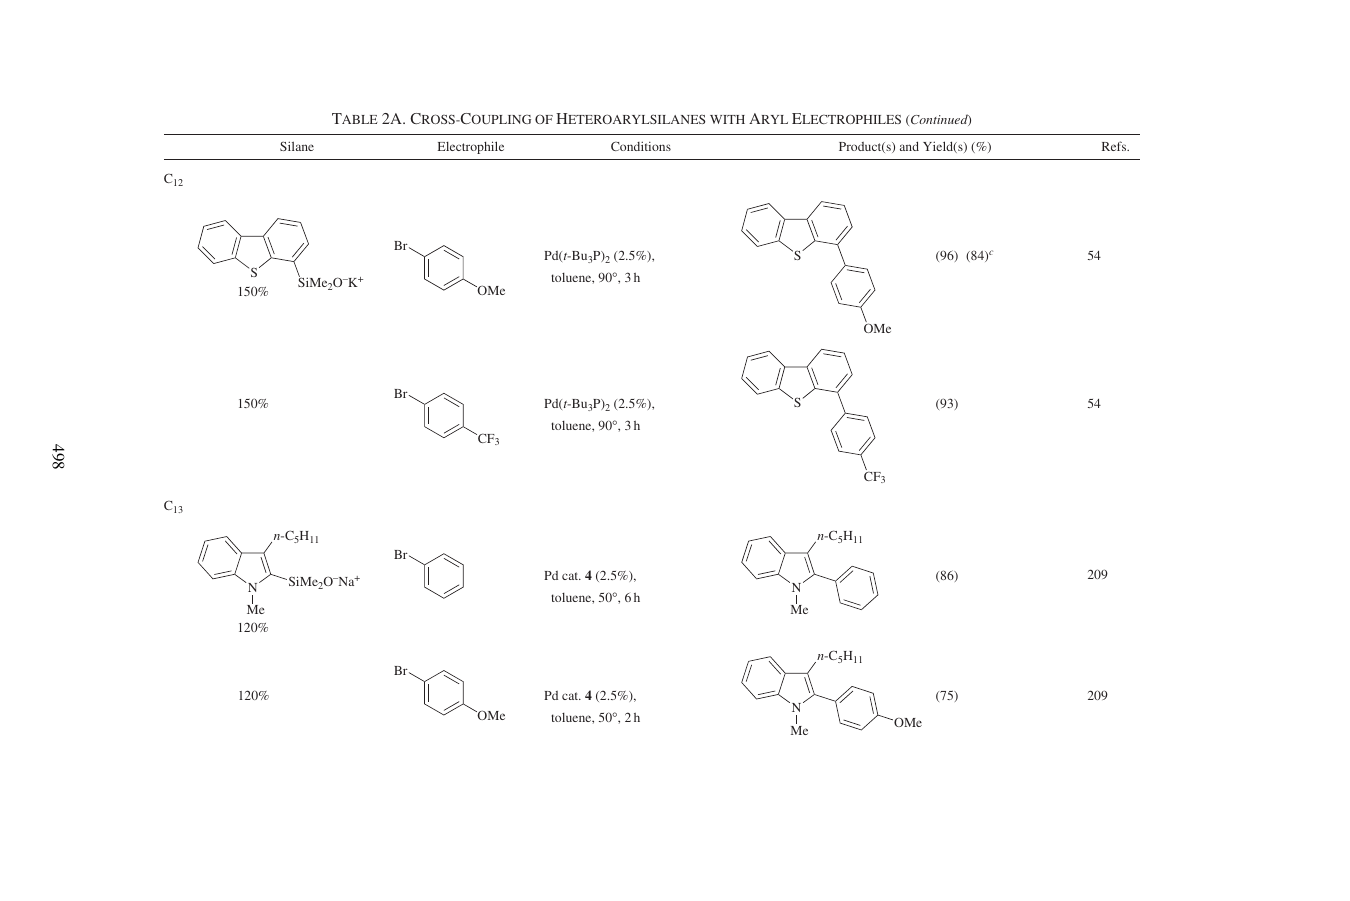 TABLE 2A. CROSS-COUPLING OF HETEROARYLSILANES WITH ARYL ELECTROPHILES (Continued)
Silane Electrophile Conditions Product(s) and Yield(s) (%) Refs.
C12
S
SiMe2O–K+
150%
Br
OMe
Pd(t-Bu3P)2 (2.5%),
toluene, 90°, 3 h
S
OMe
(96) (84)c
54
150%
Br
CF3
Pd(t-Bu3P)2 (2.5%),
toluene, 90°, 3 h
S
CF3
(93)
54
498
C13
n-C5H11
SiMe2O–Na+
N
Me
120%
Br
Pd cat. 4 (2.5%),
toluene, 50°, 6 h
n-C5H11
N
Me
(86)
209
120%
Br
OMe
Pd cat. 4 (2.5%),
toluene, 50°, 2 h
n-C5H11
N
Me
OMe
(75)
209